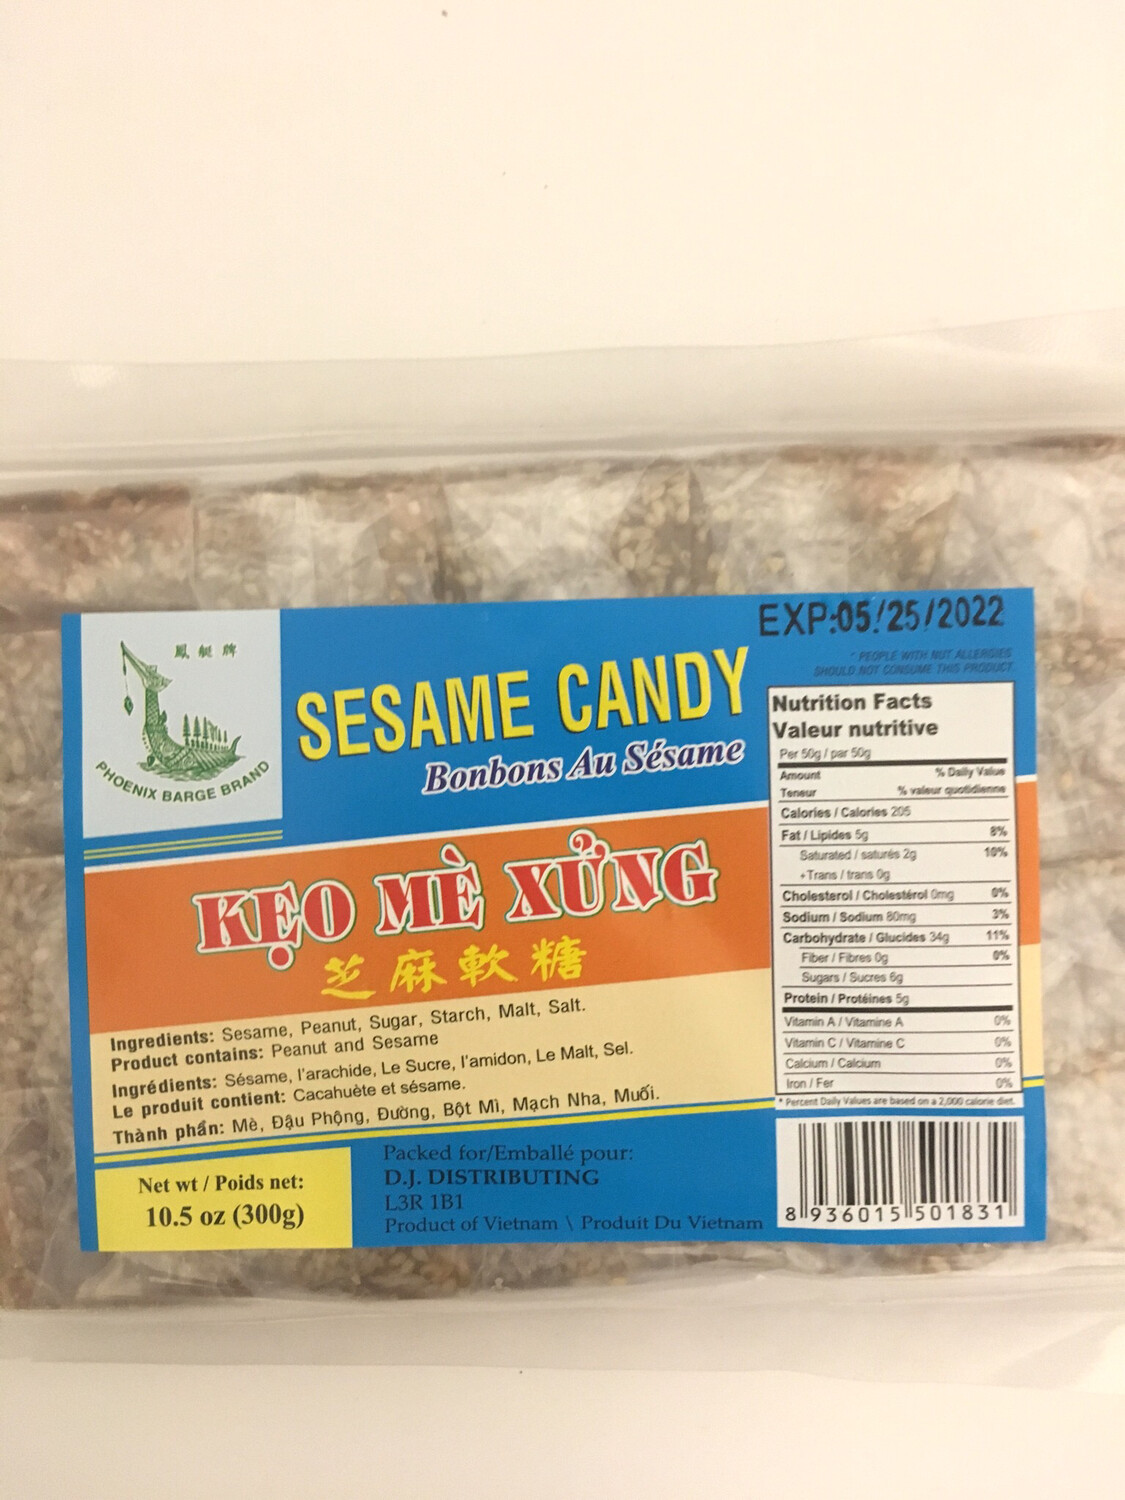 EXP:05/25/2022
* PEOPLE WITH NUT ALLERGIES
SHOULD NOT CONSUME THIS PRODUCT
鳳艇牌
PHOENIX BARGE BRAND
SESAME CANDY
Bonbons Au Sésame
KẸO MÈ XỬNG
芝麻軟糖
Ingredients: Sesame, Peanut, Sugar, Starch, Malt, Salt.
Product contains: Peanut and Sesame
Ingrédients: Sésame, l'arachide, Le Sucre, l'amidon, Le Malt, Sel.
Le produit contient: Cacahuète et sésame.
Thành phần: Mè, Đậu Phộng, Đường, Bột Mì, Mạch Nha, Muối.
Net wt / Poids net:
10.5 oz (300g)
Packed for/Emballé pour:
D.J. DISTRIBUTING
L3R 1B1
Product of Vietnam \ Produit Du Vietnam
Nutrition Facts
Valeur nutritive
Per 50g / par 50g
Amount % Daily Value
Teneur % valeur quotidienne
Calories / Calories 205
Fat / Lipides 5g 8%
Saturated / saturés 2g 10%
+Trans / trans 0g
Cholesterol / Cholestérol 0mg 0%
Sodium / Sodium 80mg 3%
Carbohydrate / Glucides 34g 11%
Fiber / Fibres 0g 0%
Sugars / Sucres 6g
Protein / Protéines 5g
Vitamin A / Vitamine A 0%
Vitamin C / Vitamine C 0%
Calcium / Calcium 0%
Iron / Fer 0%
* Percent Daily Values are based on a 2,000 calorie diet.
8 936015 501831